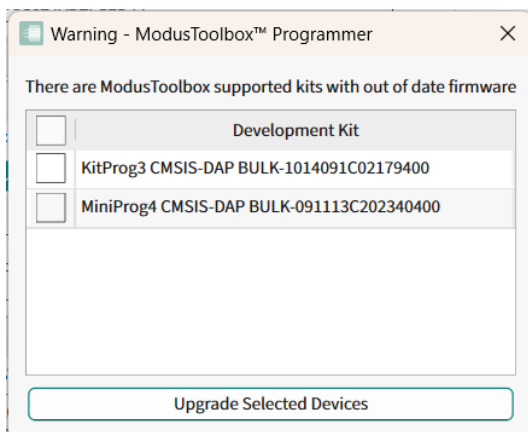 Warning - ModusToolbox™ Programmer
There are ModusToolbox supported kits with out of date firmware
Development Kit
KitProg3 CMSIS-DAP BULK-1014091C02179400
MiniProg4 CMSIS-DAP BULK-091113C202340400
Upgrade Selected Devices